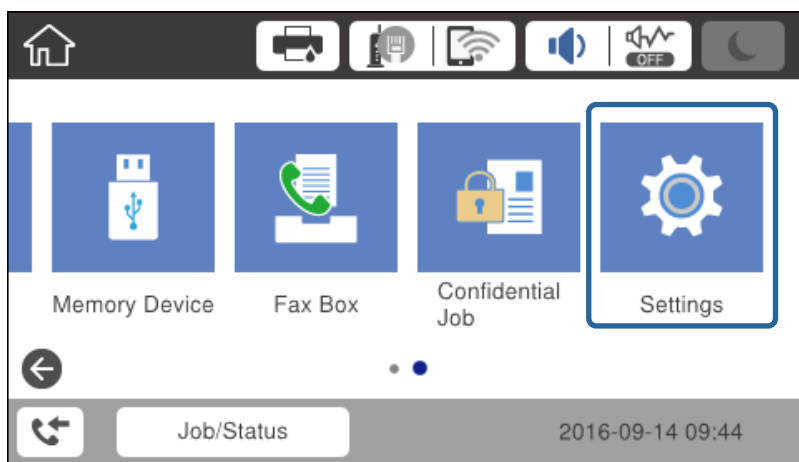 OFF
Memory Device
Fax Box
Confidential
Job
Settings
Job/Status
2016-09-14 09:44